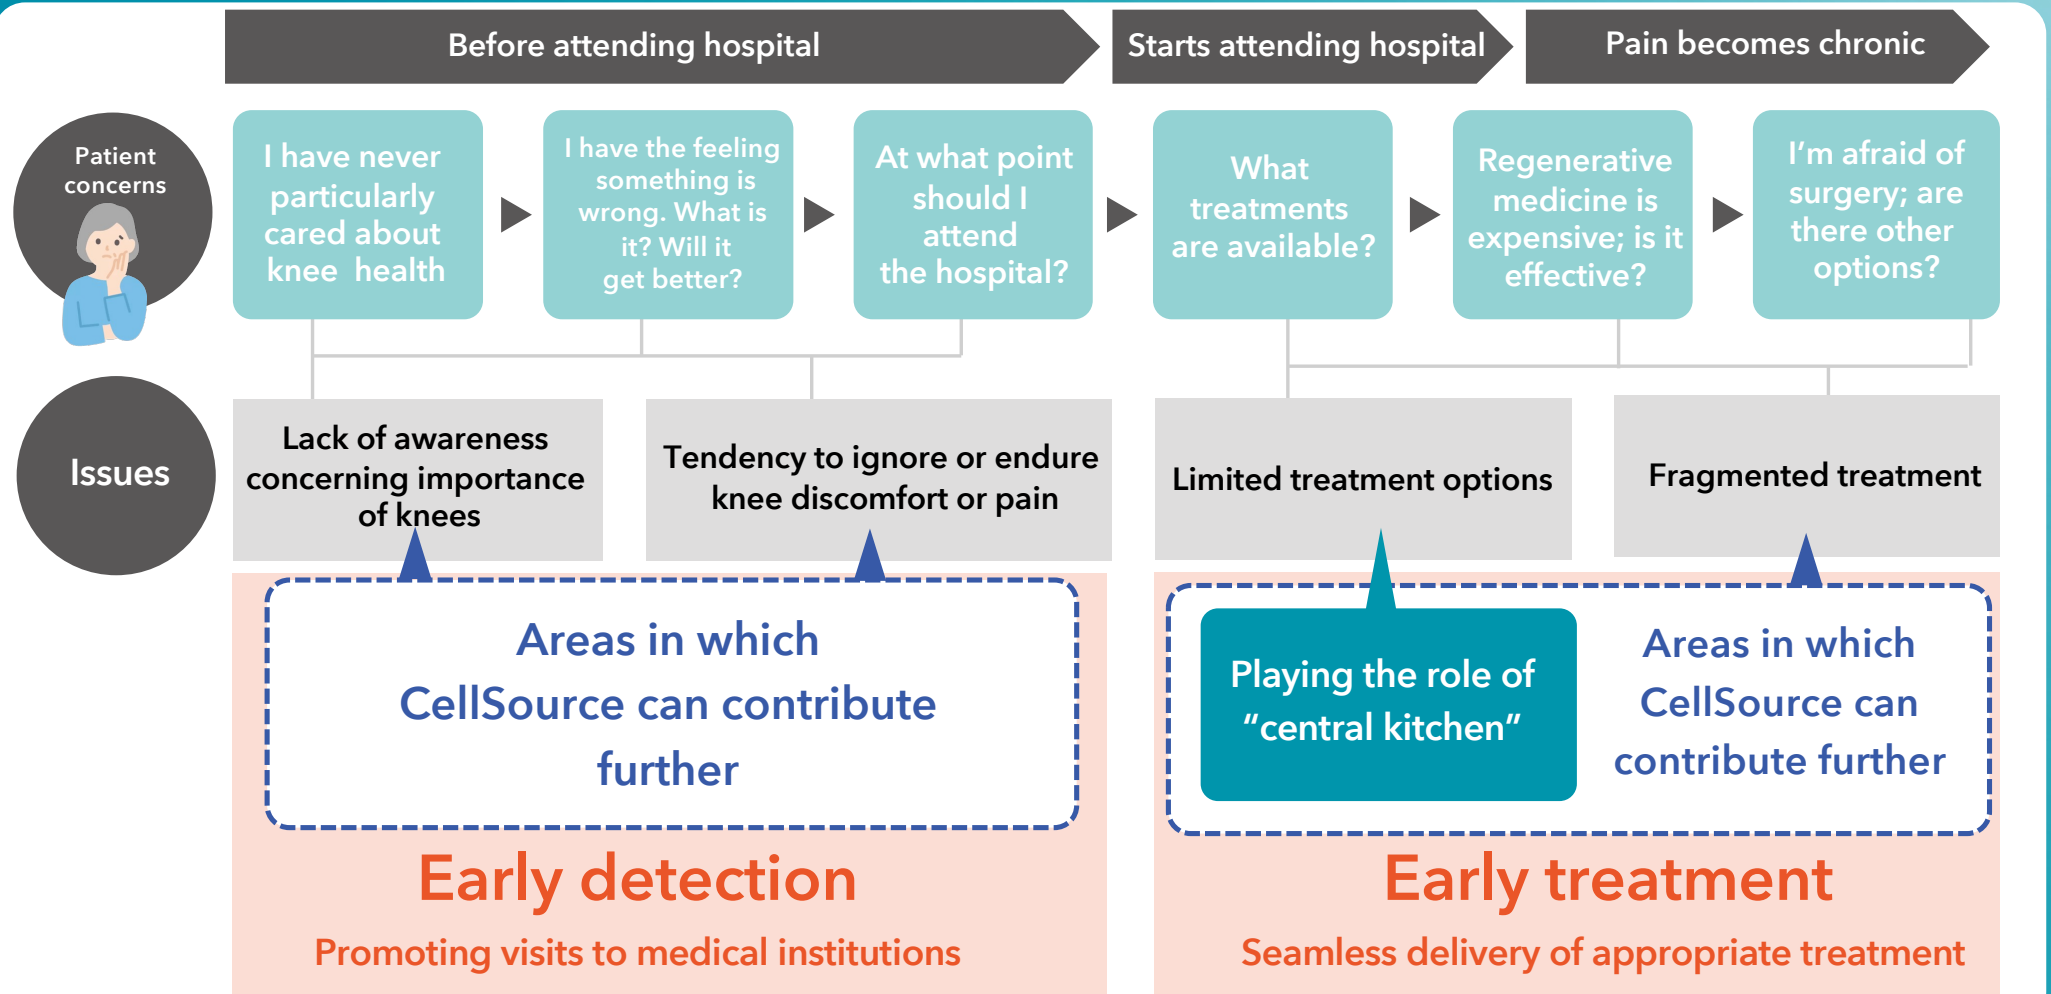 Before attending hospital
Starts attending hospital
Pain becomes chronic
Patient
concerns
I have never
particularly
cared about
knee health
I have the feeling
something is
wrong. What is
it? Will it
get better?
At what point
should I
attend
the hospital?
What
treatments
are available?
Regenerative
medicine is
expensive; is it
effective?
I'm afraid of
surgery; are
there other
options?
Issues
Lack of awareness
concerning importance
of knees
Tendency to ignore or endure
knee discomfort or pain
Limited treatment options
Fragmented treatment
Areas in which
CellSource can contribute
further
Playing the role of
"central kitchen"
Areas in which
CellSource can
contribute further
Early detection
Promoting visits to medical institutions
Early treatment
Seamless delivery of appropriate treatment